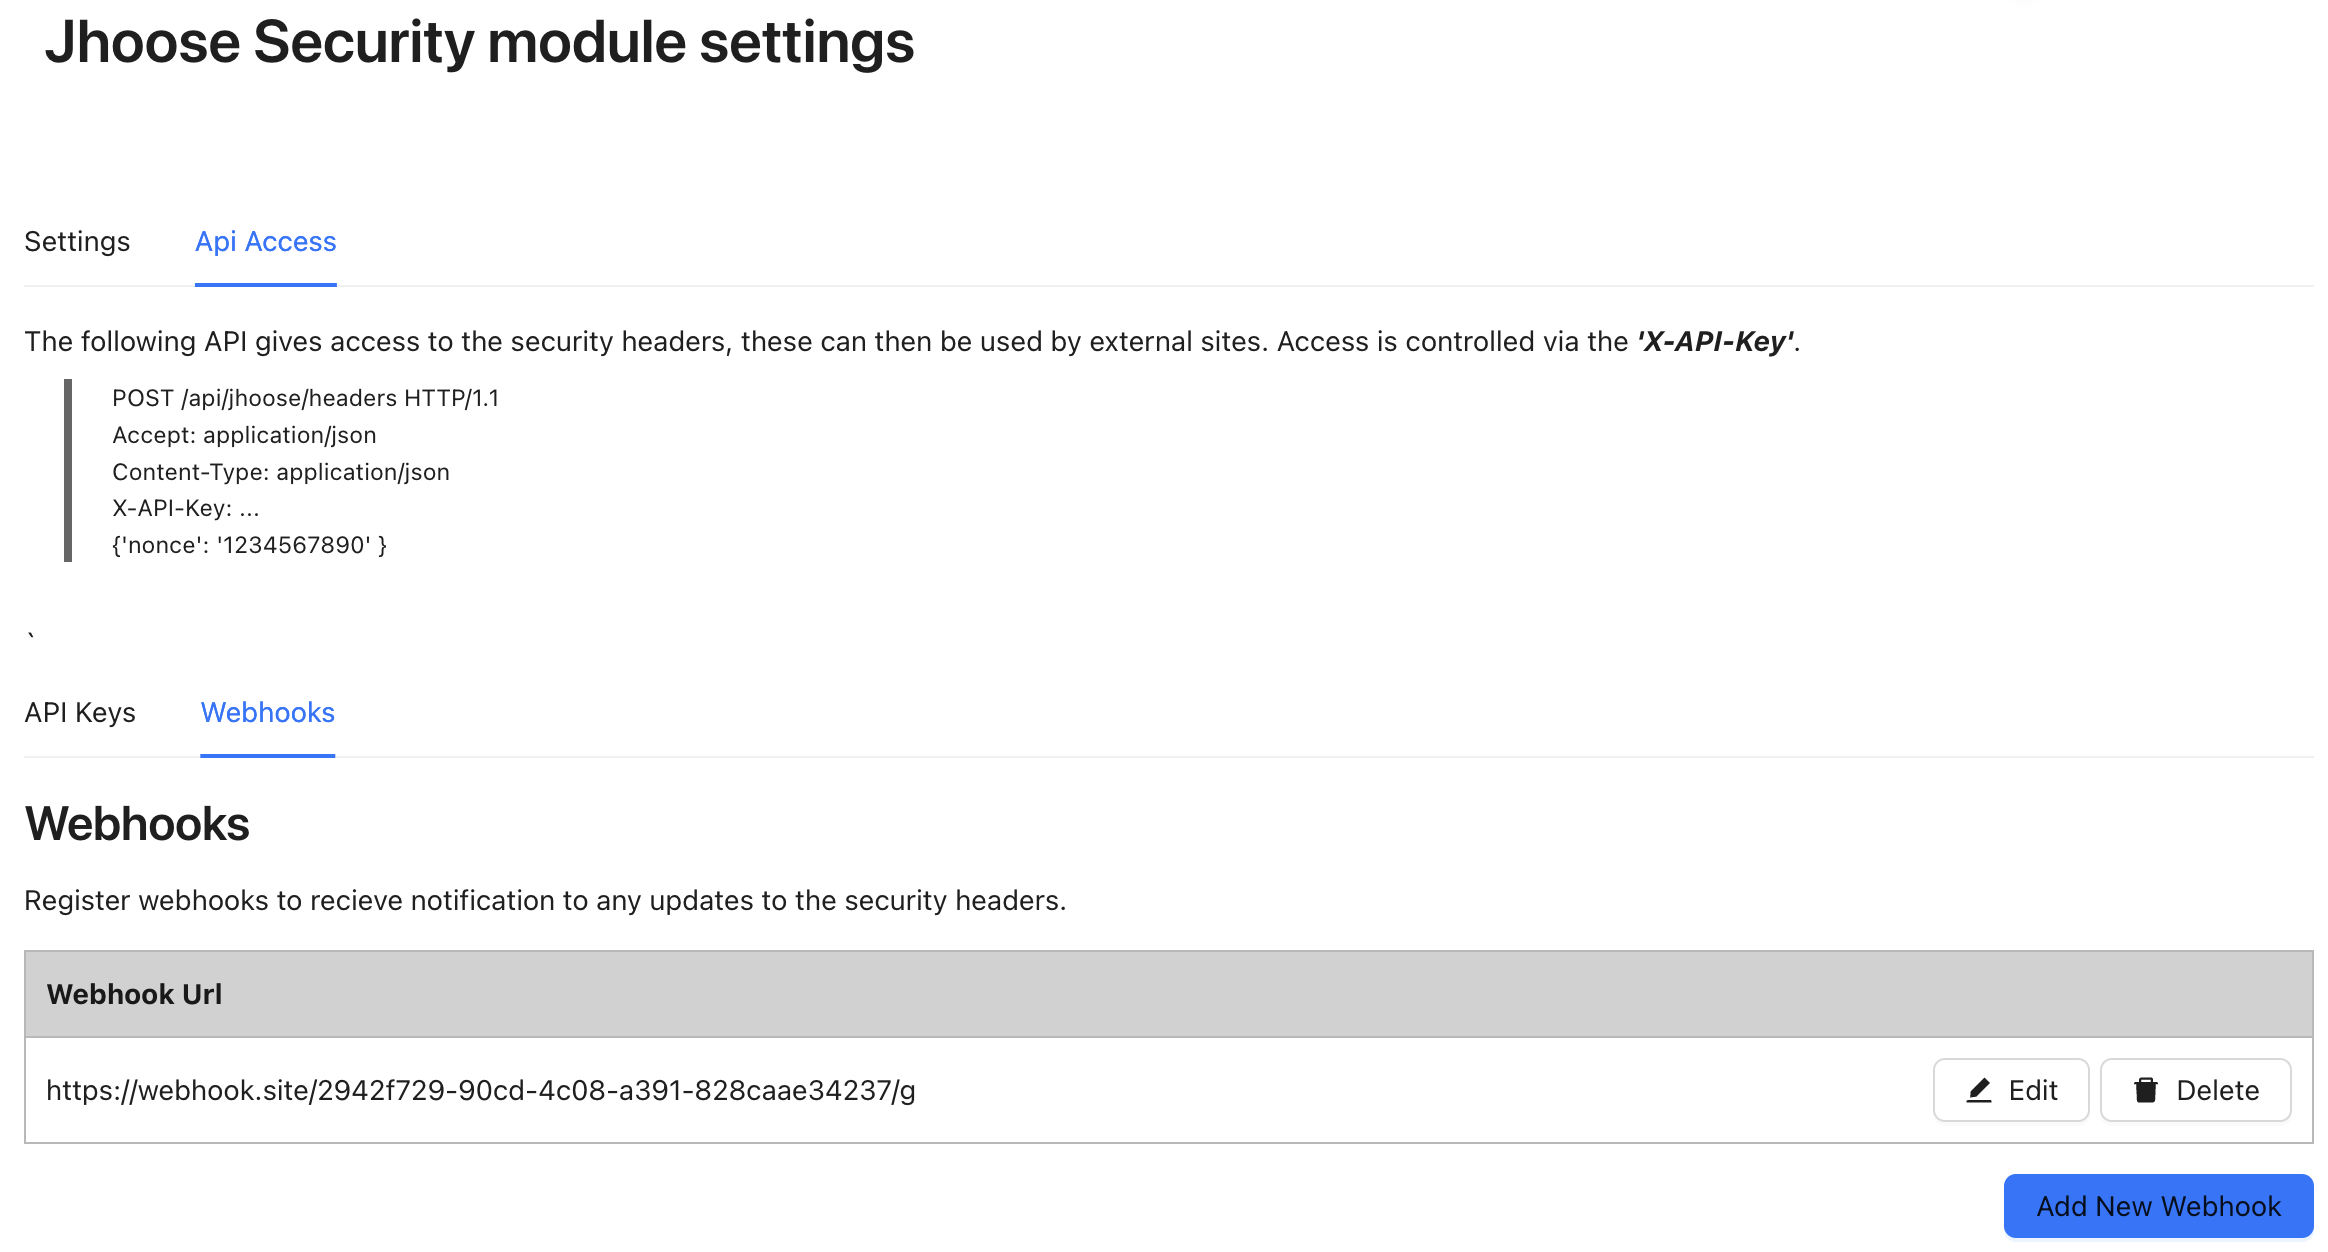 Jhoose Security module settings
Settings Api Access
The following API gives access to the security headers, these can then be used by external sites. Access is controlled via the 'X-API-Key'.
POST /api/jhoose/headers HTTP/1.1
Accept: application/json
Content-Type: application/json
X-API-Key: ...
{'nonce': '1234567890' }
`
API Keys Webhooks
Webhooks
Register webhooks to recieve notification to any updates to the security headers.
Webhook Url
https://webhook.site/2942f729-90cd-4c08-a391-828caae34237/g Edit Delete
Add New Webhook